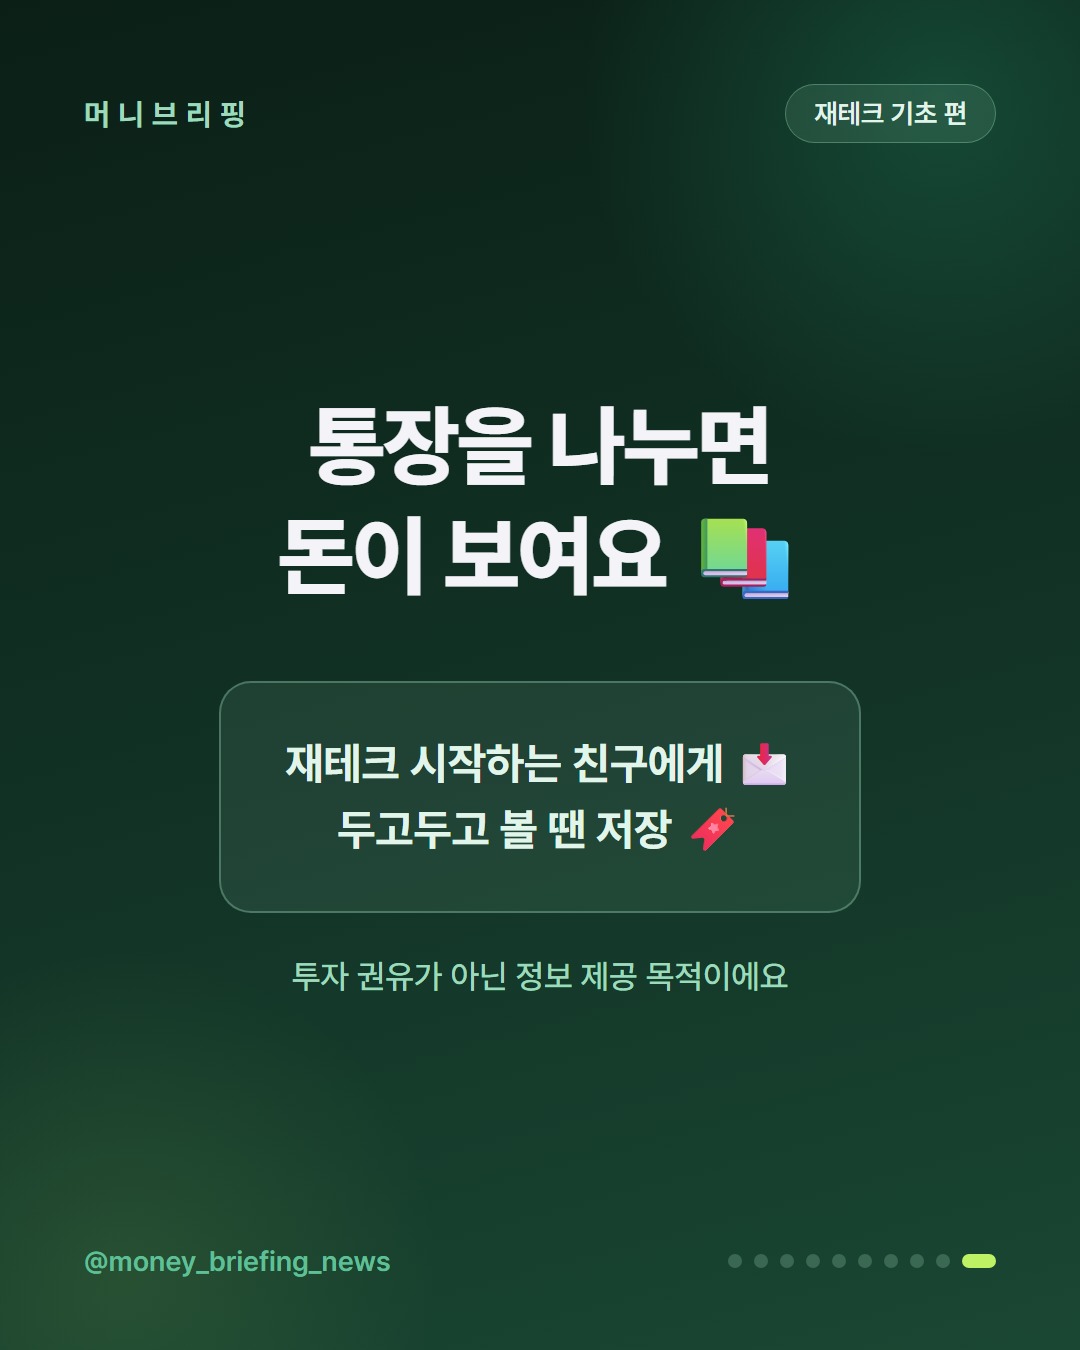 머니브리핑
재테크 기초 편
통장을 나누면
돈이 보여요
재테크 시작하는 친구에게
두고두고 볼 땐 저장
투자 권유가 아닌 정보 제공 목적이에요
@money_briefing_news